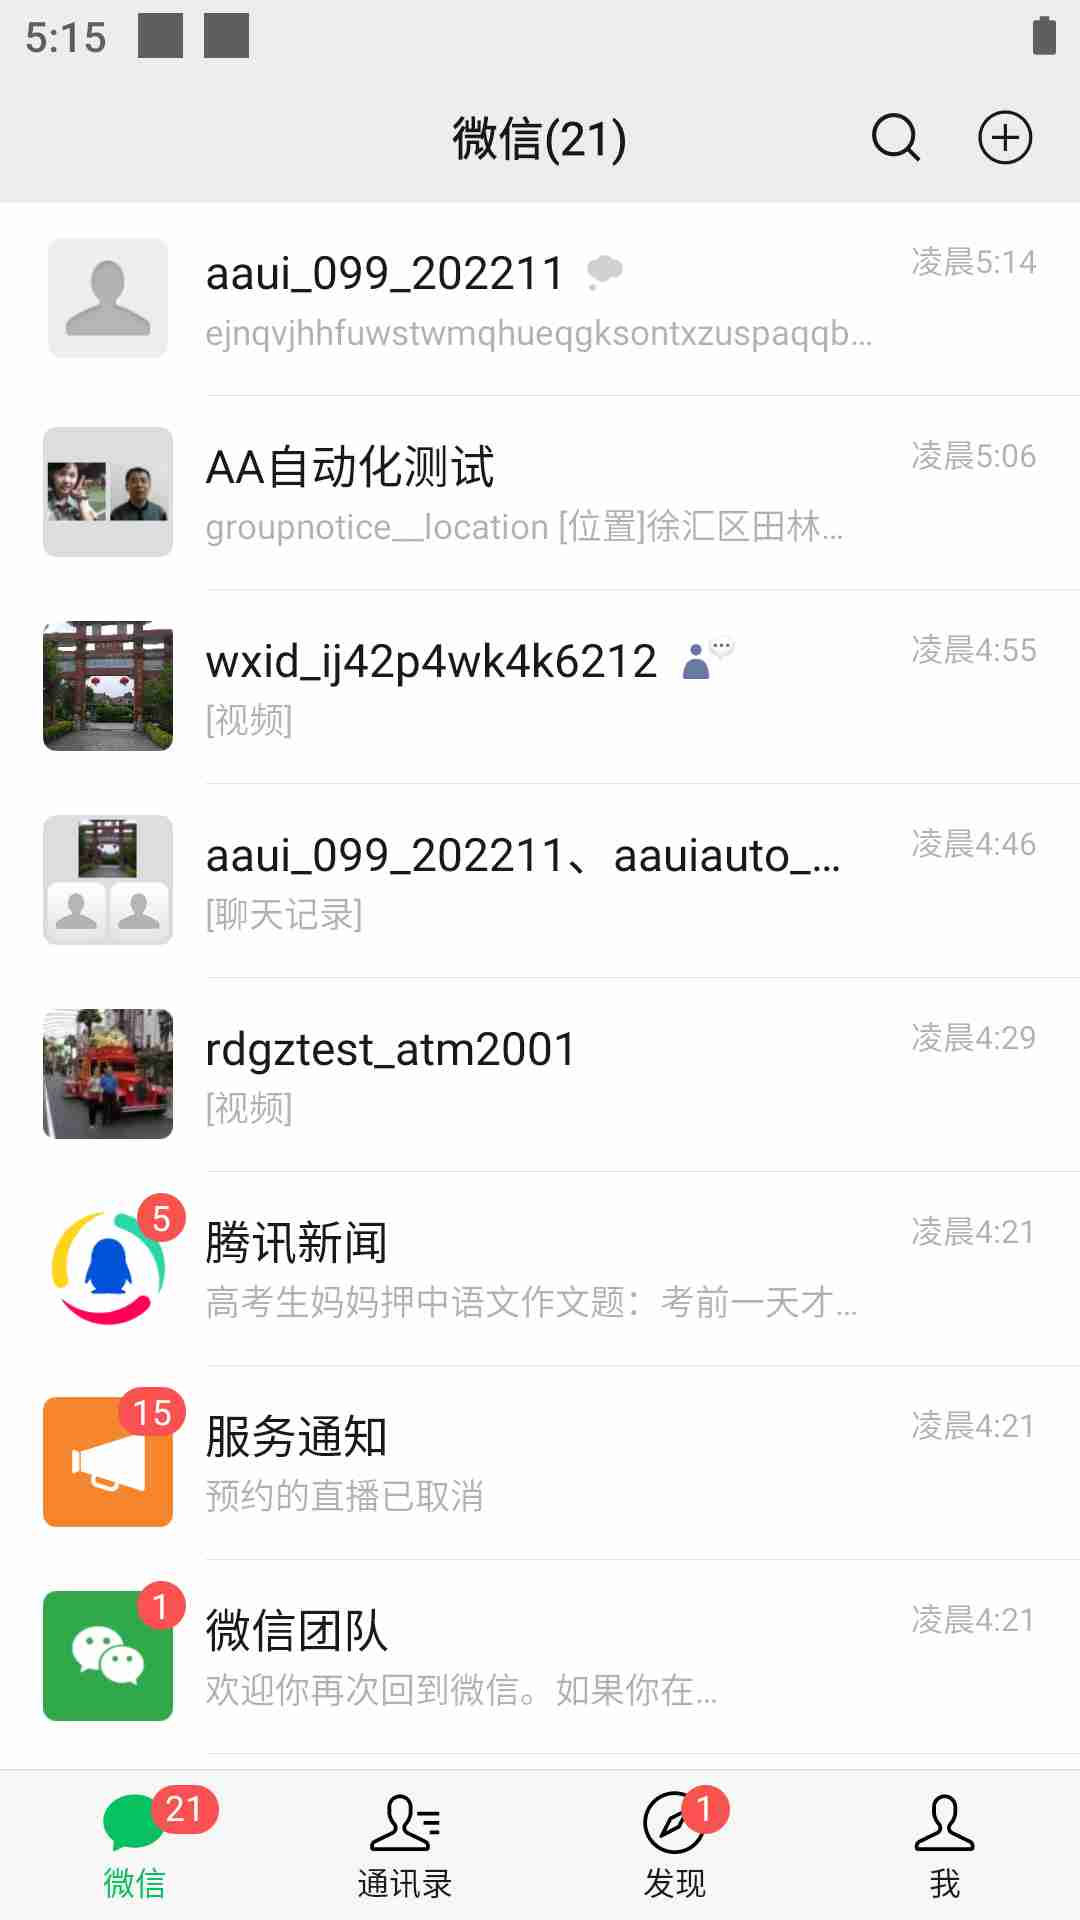 5:15
微信(21)
aaui_099_202211
凌晨5:14
ejnqvjhhfuwstwmqhueqgksontxzuspaqqb...
AA自动化测试
凌晨5:06
groupnotice__location [位置]徐汇区田林...
wxid_ij42p4wk4k6212
凌晨4:55
[视频]
aaui_099_202211、aauiauto_...
凌晨4:46
[聊天记录]
rdgztest_atm2001
凌晨4:29
[视频]
5
腾讯新闻
凌晨4:21
高考生妈妈押中语文作文题：考前一天才...
15
服务通知
凌晨4:21
预约的直播已取消
1
微信团队
凌晨4:21
欢迎你再次回到微信。如果你在...
21
1
微信
通讯录
发现
我